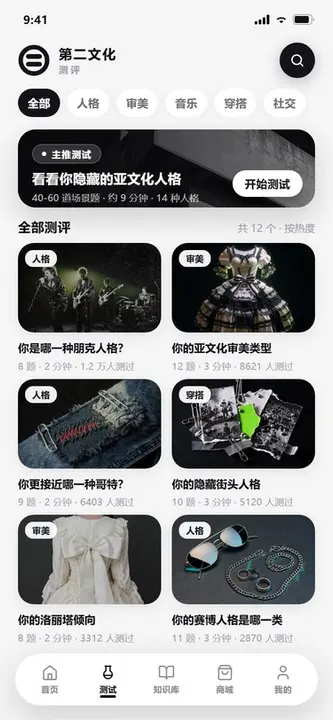 9:41
第二文化
测评
全部 人格 审美 音乐 穿搭 社交
主推测试
看看你隐藏的亚文化人格
40-60 道场景题 · 约 9 分钟 · 14 种人格
开始测试
全部测评 共 12 个 · 按热度
人格 审美
你是哪一种朋克人格? 你的亚文化审美类型
8 题 · 2 分钟 · 1.2 万人测过 12 题 · 3 分钟 · 8621 人测过
人格 穿搭
你更接近哪一种哥特? 你的隐藏街头人格
9 题 · 2 分钟 · 6403 人测过 10 题 · 3 分钟 · 5120 人测过
审美 人格
你的洛丽塔倾向 你的赛博人格是哪一类
8 题 · 2 分钟 · 3312 人测过 11 题 · 3 分钟 · 2870 人测过
首页 测试 知识库 商城 我的